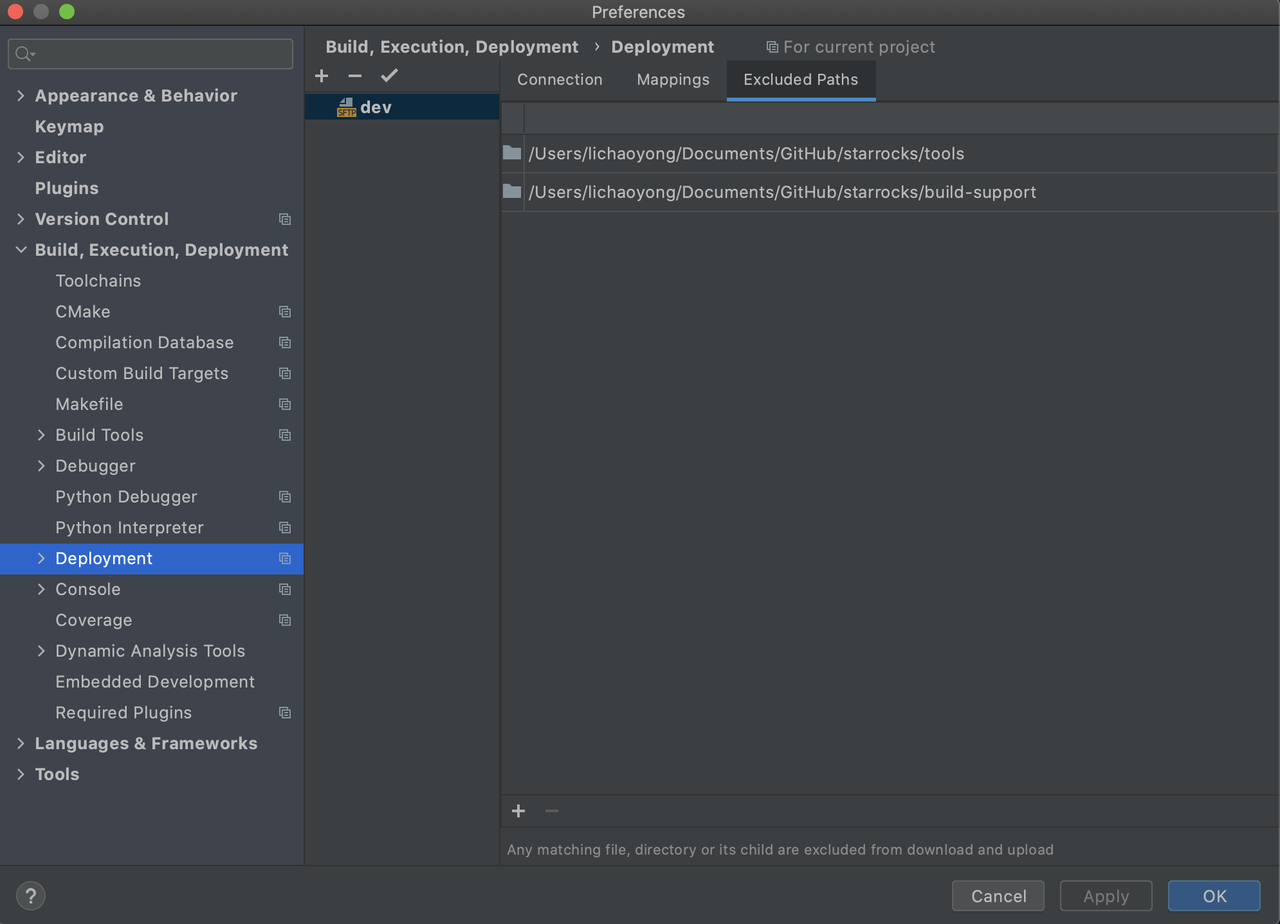 Preferences
Build, Execution, Deployment › Deployment For current project
Connection Mappings Excluded Paths
Appearance & Behavior
Keymap
Editor
Plugins
Version Control
Build, Execution, Deployment
Toolchains
CMake
Compilation Database
Custom Build Targets
Makefile
Build Tools
Debugger
Python Debugger
Python Interpreter
Deployment
Console
Coverage
Dynamic Analysis Tools
Embedded Development
Required Plugins
Languages & Frameworks
Tools
SFTP dev
/Users/lichaoyong/Documents/GitHub/starrocks/tools
/Users/lichaoyong/Documents/GitHub/starrocks/build-support
Any matching file, directory or its child are excluded from download and upload
? Cancel Apply OK